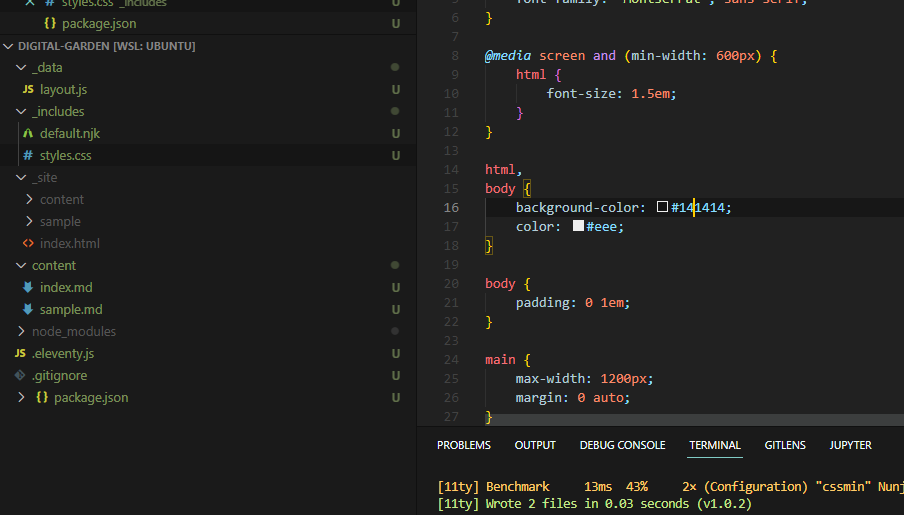 # styles.css _includes U
{} package.json U
DIGITAL-GARDEN [WSL: UBUNTU]
_data
JS layout.js U
_includes
default.njk U
# styles.css U
_site
content
sample
<> index.html
content
index.md U
sample.md U
node_modules
JS .eleventy.js U
.gitignore U
{} package.json U
6 }
7
8 @media screen and (min-width: 600px) {
9 html {
10 font-size: 1.5em;
11 }
12 }
13
14 html,
15 body {
16 background-color: #141414;
17 color: #eee;
18 }
19
20 body {
21 padding: 0 1em;
22 }
23
24 main {
25 max-width: 1200px;
26 margin: 0 auto;
27 }
PROBLEMS OUTPUT DEBUG CONSOLE TERMINAL GITLENS JUPYTER
[11ty] Benchmark 13ms 43% 2× (Configuration) "cssmin" Nunj
[11ty] Wrote 2 files in 0.03 seconds (v1.0.2)